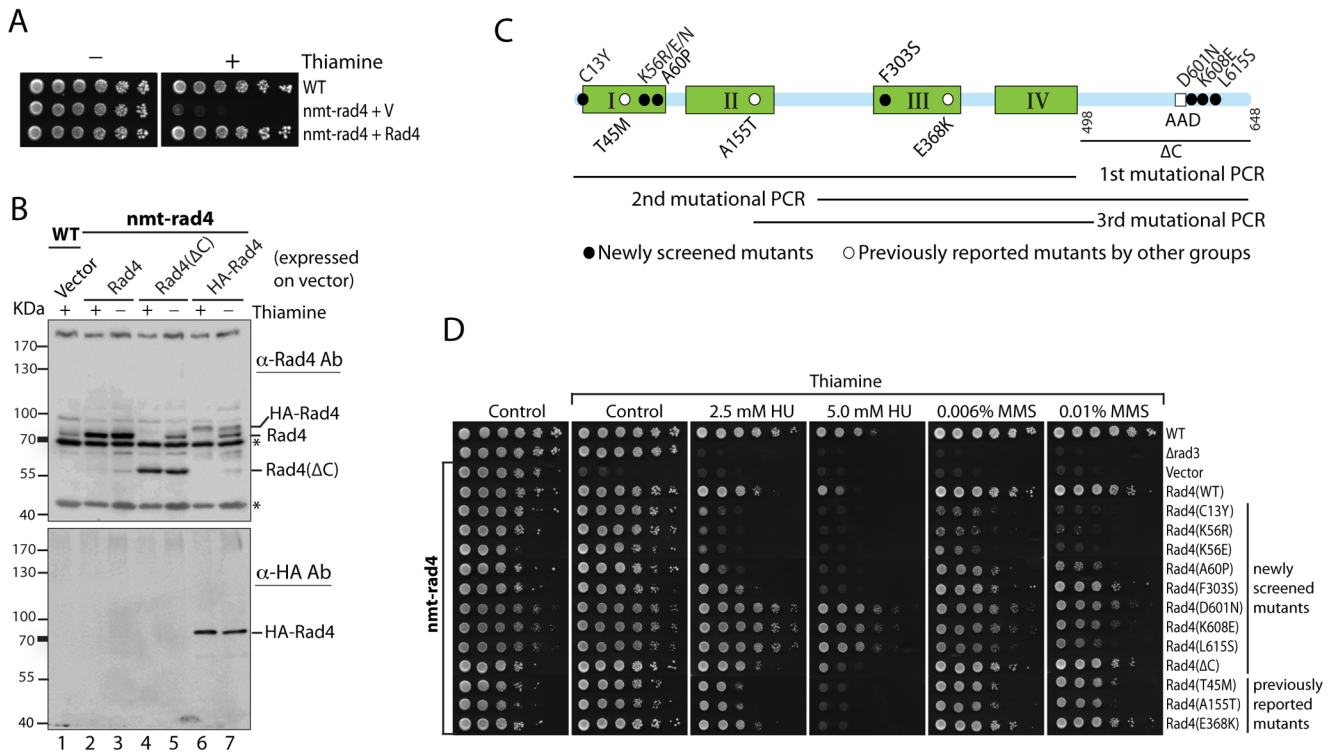 A
− + Thiamine
WT
nmt-rad4 + V
nmt-rad4 + Rad4
B
WT nmt-rad4
Vector Rad4 Rad4(ΔC) HA-Rad4 (expressed
on vector)
KDa + + − + − + − Thiamine
170
130
100
70
55
40
α-Rad4 Ab
HA-Rad4
Rad4
*
Rad4(ΔC)
*
170
130
100
70
55
40
α-HA Ab
HA-Rad4
1 2 3 4 5 6 7
C
C13Y K56R/E/N A60P F303S D601N K608E L615S
I II III IV
T45M A155T E368K 498 AAD 648
ΔC
1st mutational PCR
2nd mutational PCR
3rd mutational PCR
● Newly screened mutants ○ Previously reported mutants by other groups
D
Thiamine
Control Control 2.5 mM HU 5.0 mM HU 0.006% MMS 0.01% MMS
nmt-rad4
WT
Δrad3
Vector
Rad4(WT)
Rad4(C13Y)
Rad4(K56R)
Rad4(K56E)
Rad4(A60P) newly
Rad4(F303S) screened
Rad4(D601N) mutants
Rad4(K608E)
Rad4(L615S)
Rad4(ΔC)
Rad4(T45M) previously
Rad4(A155T) reported
Rad4(E368K) mutants